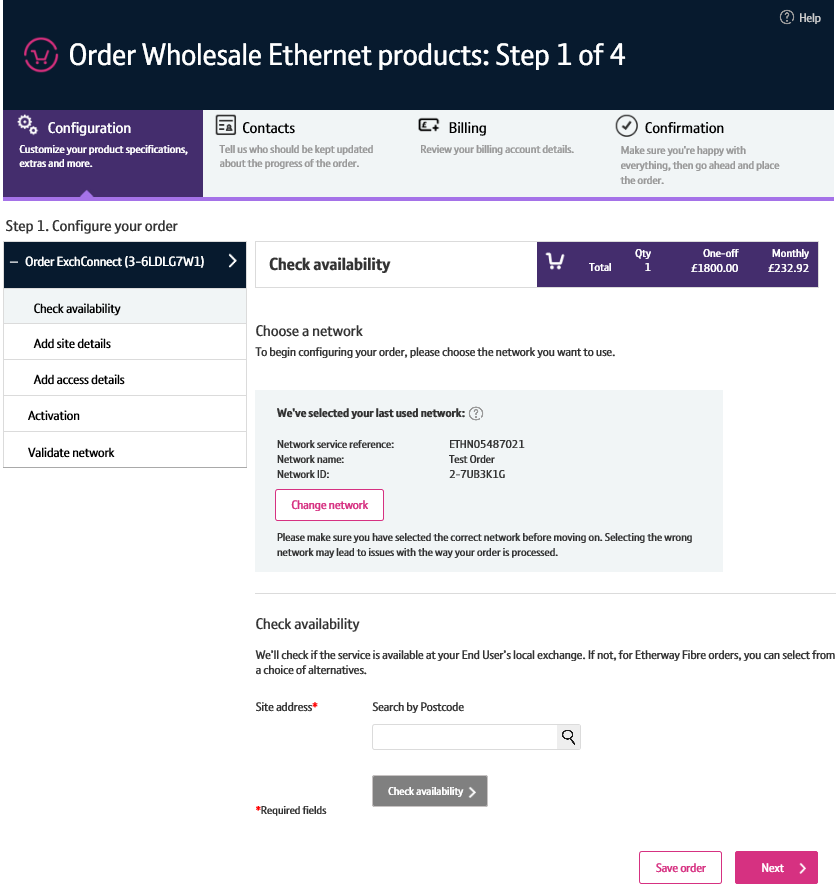 Help
Order Wholesale Ethernet products: Step 1 of 4
Configuration
Customize your product specifications,
extras and more.
Contacts
Tell us who should be kept updated
about the progress of the order.
Billing
Review your billing account details.
Confirmation
Make sure you're happy with
everything, then go ahead and place
the order.
Step 1. Configure your order
Order ExchConnect (3-6LDLG7W1)
Check availability
Add site details
Add access details
Activation
Validate network
Check availability
Total
Qty
1
One-off
£1800.00
Monthly
£232.92
Choose a network
To begin configuring your order, please choose the network you want to use.
We've selected your last used network:
Network service reference: ETHN05487021
Network name: Test Order
Network ID: 2-7UB3K1G
Change network
Please make sure you have selected the correct network before moving on. Selecting the wrong
network may lead to issues with the way your order is processed.
Check availability
We'll check if the service is available at your End User's local exchange. If not, for Etherway Fibre orders, you can select from
a choice of alternatives.
Site address* Search by Postcode
Check availability
*Required fields
Save order
Next